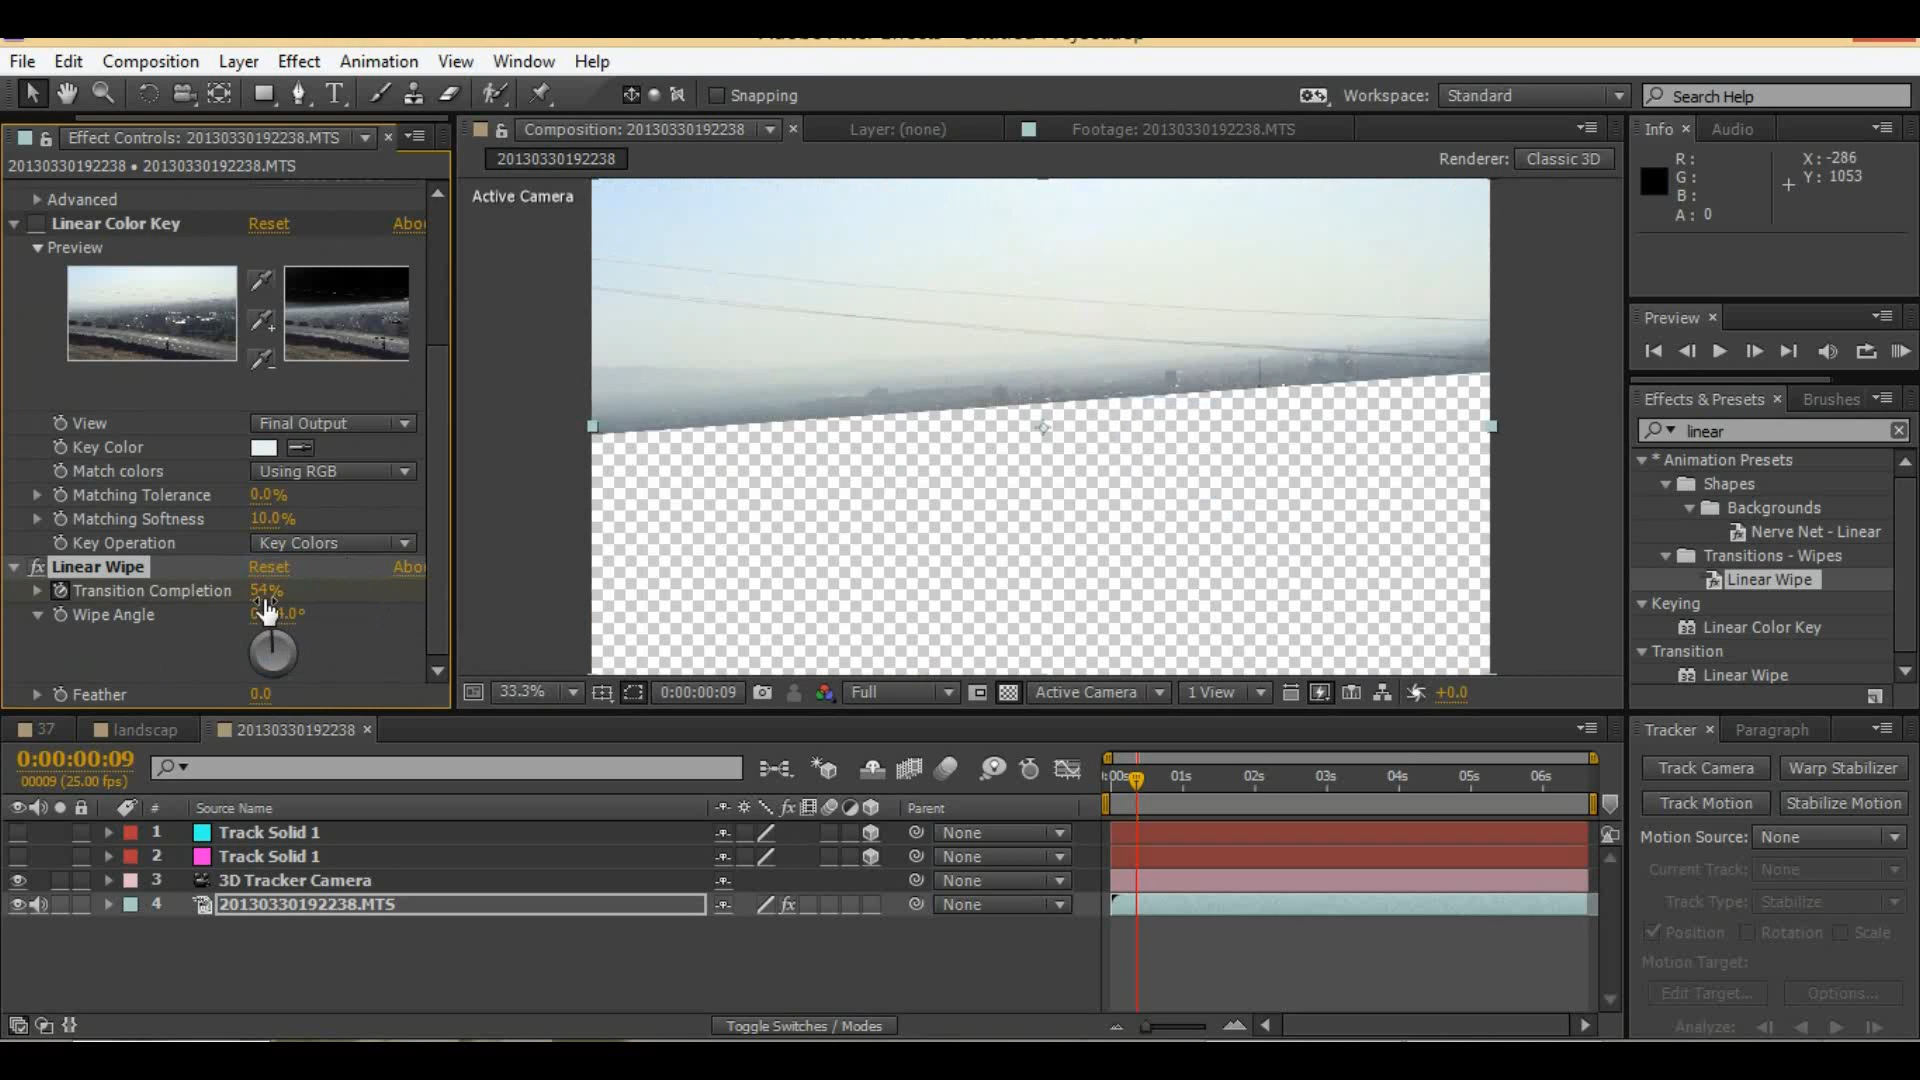 File Edit Composition Layer Effect Animation View Window Help
Snapping
Workspace: Standard
Search Help
Effect Controls: 20130330192238.MTS
20130330192238 • 20130330192238.MTS
Advanced
Linear Color Key Reset Abou
Preview
View Final Output
Key Color
Match colors Using RGB
Matching Tolerance 0.0%
Matching Softness 10.0%
Key Operation Key Colors
Linear Wipe Reset Abou
Transition Completion 54%
Wipe Angle
Feather 0.0
Composition: 20130330192238
Layer: (none)
Footage: 20130330192238.MTS
20130330192238
Renderer: Classic 3D
Active Camera
33.3% 0:00:00:09 Full Active Camera 1 View +0.0
Info Audio
R: X: -286
G: Y: 1053
B:
A: 0
Preview
Effects & Presets Brushes
linear
* Animation Presets
Shapes
Backgrounds
Nerve Net - Linear
Transitions - Wipes
Linear Wipe
Keying
32 Linear Color Key
Transition
32 Linear Wipe
37 landscap 20130330192238
0:00:00:09
00009 (25.00 fps)
# Source Name fx Parent
:00s 01s 02s 03s 04s 05s 06s
1 Track Solid 1 None
2 Track Solid 1 None
3 3D Tracker Camera None
4 20130330192238.MTS fx None
Toggle Switches / Modes
Tracker Paragraph
Track Camera Warp Stabilizer
Track Motion Stabilize Motion
Motion Source: None
Current Track: None
Track Type: Stabilize
Position Rotation Scale
Motion Target:
Edit Target... Options...
Analyze: